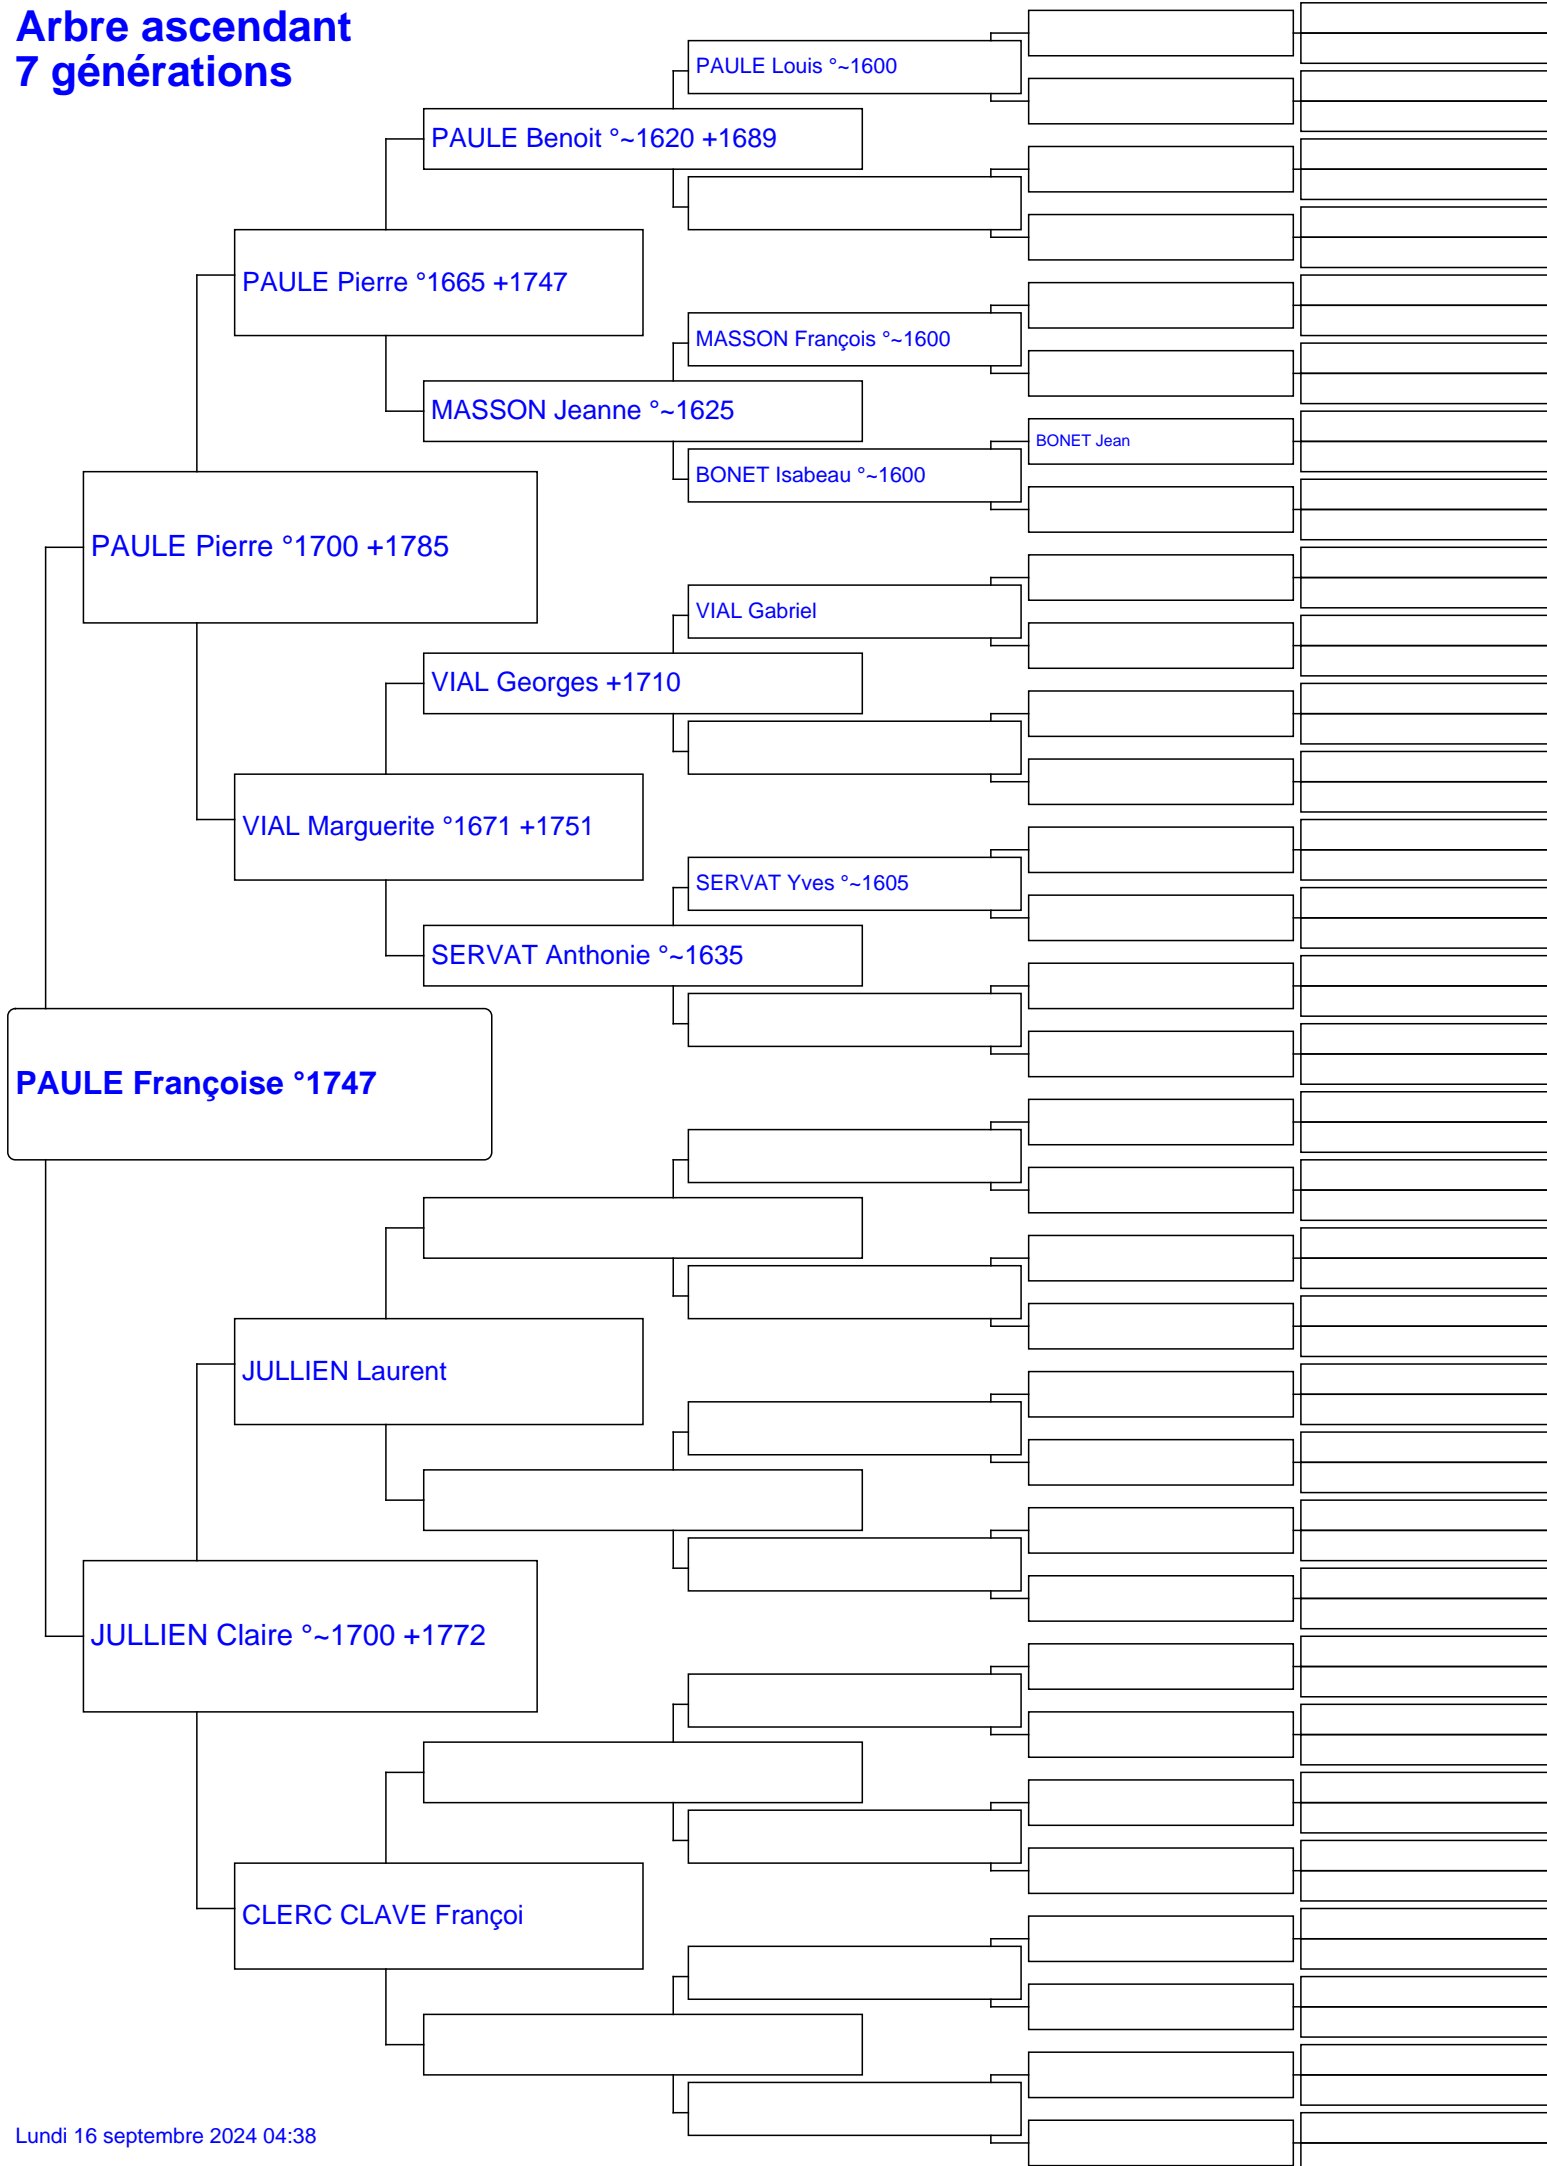 Arbre ascendant
7 générations
PAULE Louis °~1600
PAULE Benoit °~1620 +1689
PAULE Pierre °1665 +1747
MASSON François °~1600
MASSON Jeanne °~1625
BONET Jean
BONET Isabeau °~1600
PAULE Pierre °1700 +1785
VIAL Gabriel
VIAL Georges +1710
VIAL Marguerite °1671 +1751
SERVAT Yves °~1605
SERVAT Anthonie °~1635
PAULE Françoise °1747
JULLIEN Laurent
JULLIEN Claire °~1700 +1772
CLERC CLAVE Françoi
Lundi 16 septembre 2024 04:38